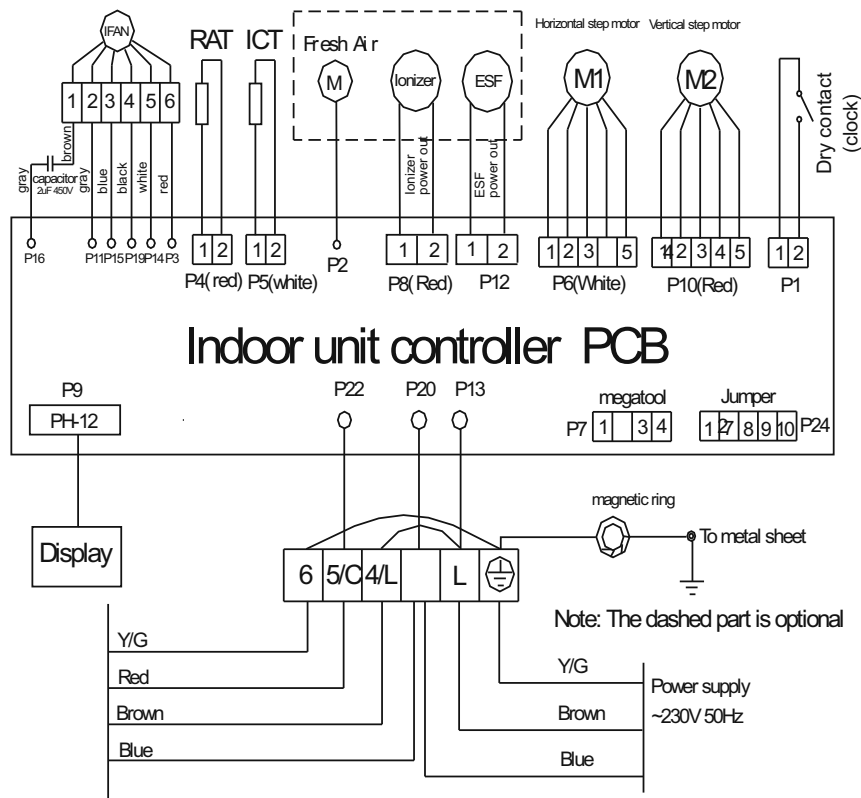 IFAN
RAT
ICT
Fresh Air
M
Ionizer
ESF
Horizontal step motor
Vertical step motor
M1
M2
Dry contact
(clock)
1 2 3 4 5 6
gray
brown
capacitor
2uF 450V
gray
blue
black
white
red
Ionizer
power out
ESF
power out
P16
P11 P15 P19 P14 P3
1 2
P4(red)
1 2
P5(white)
P2
1 2
P8(Red)
1 2
P12
1 2 3 5
P6(White)
1 2 3 4 5
P10(Red)
1 2
P1
Indoor unit controller PCB
P9
PH-12
P22
P20
P13
megatool
P7 1 3 4
Jumper
1 2 7 8 9 10 P24
magnetic ring
To metal sheet
Display
6 5/C 4/L L
Note: The dashed part is optional
Y/G
Red
Brown
Blue
Y/G
Brown
Blue
Power supply
~230V 50Hz